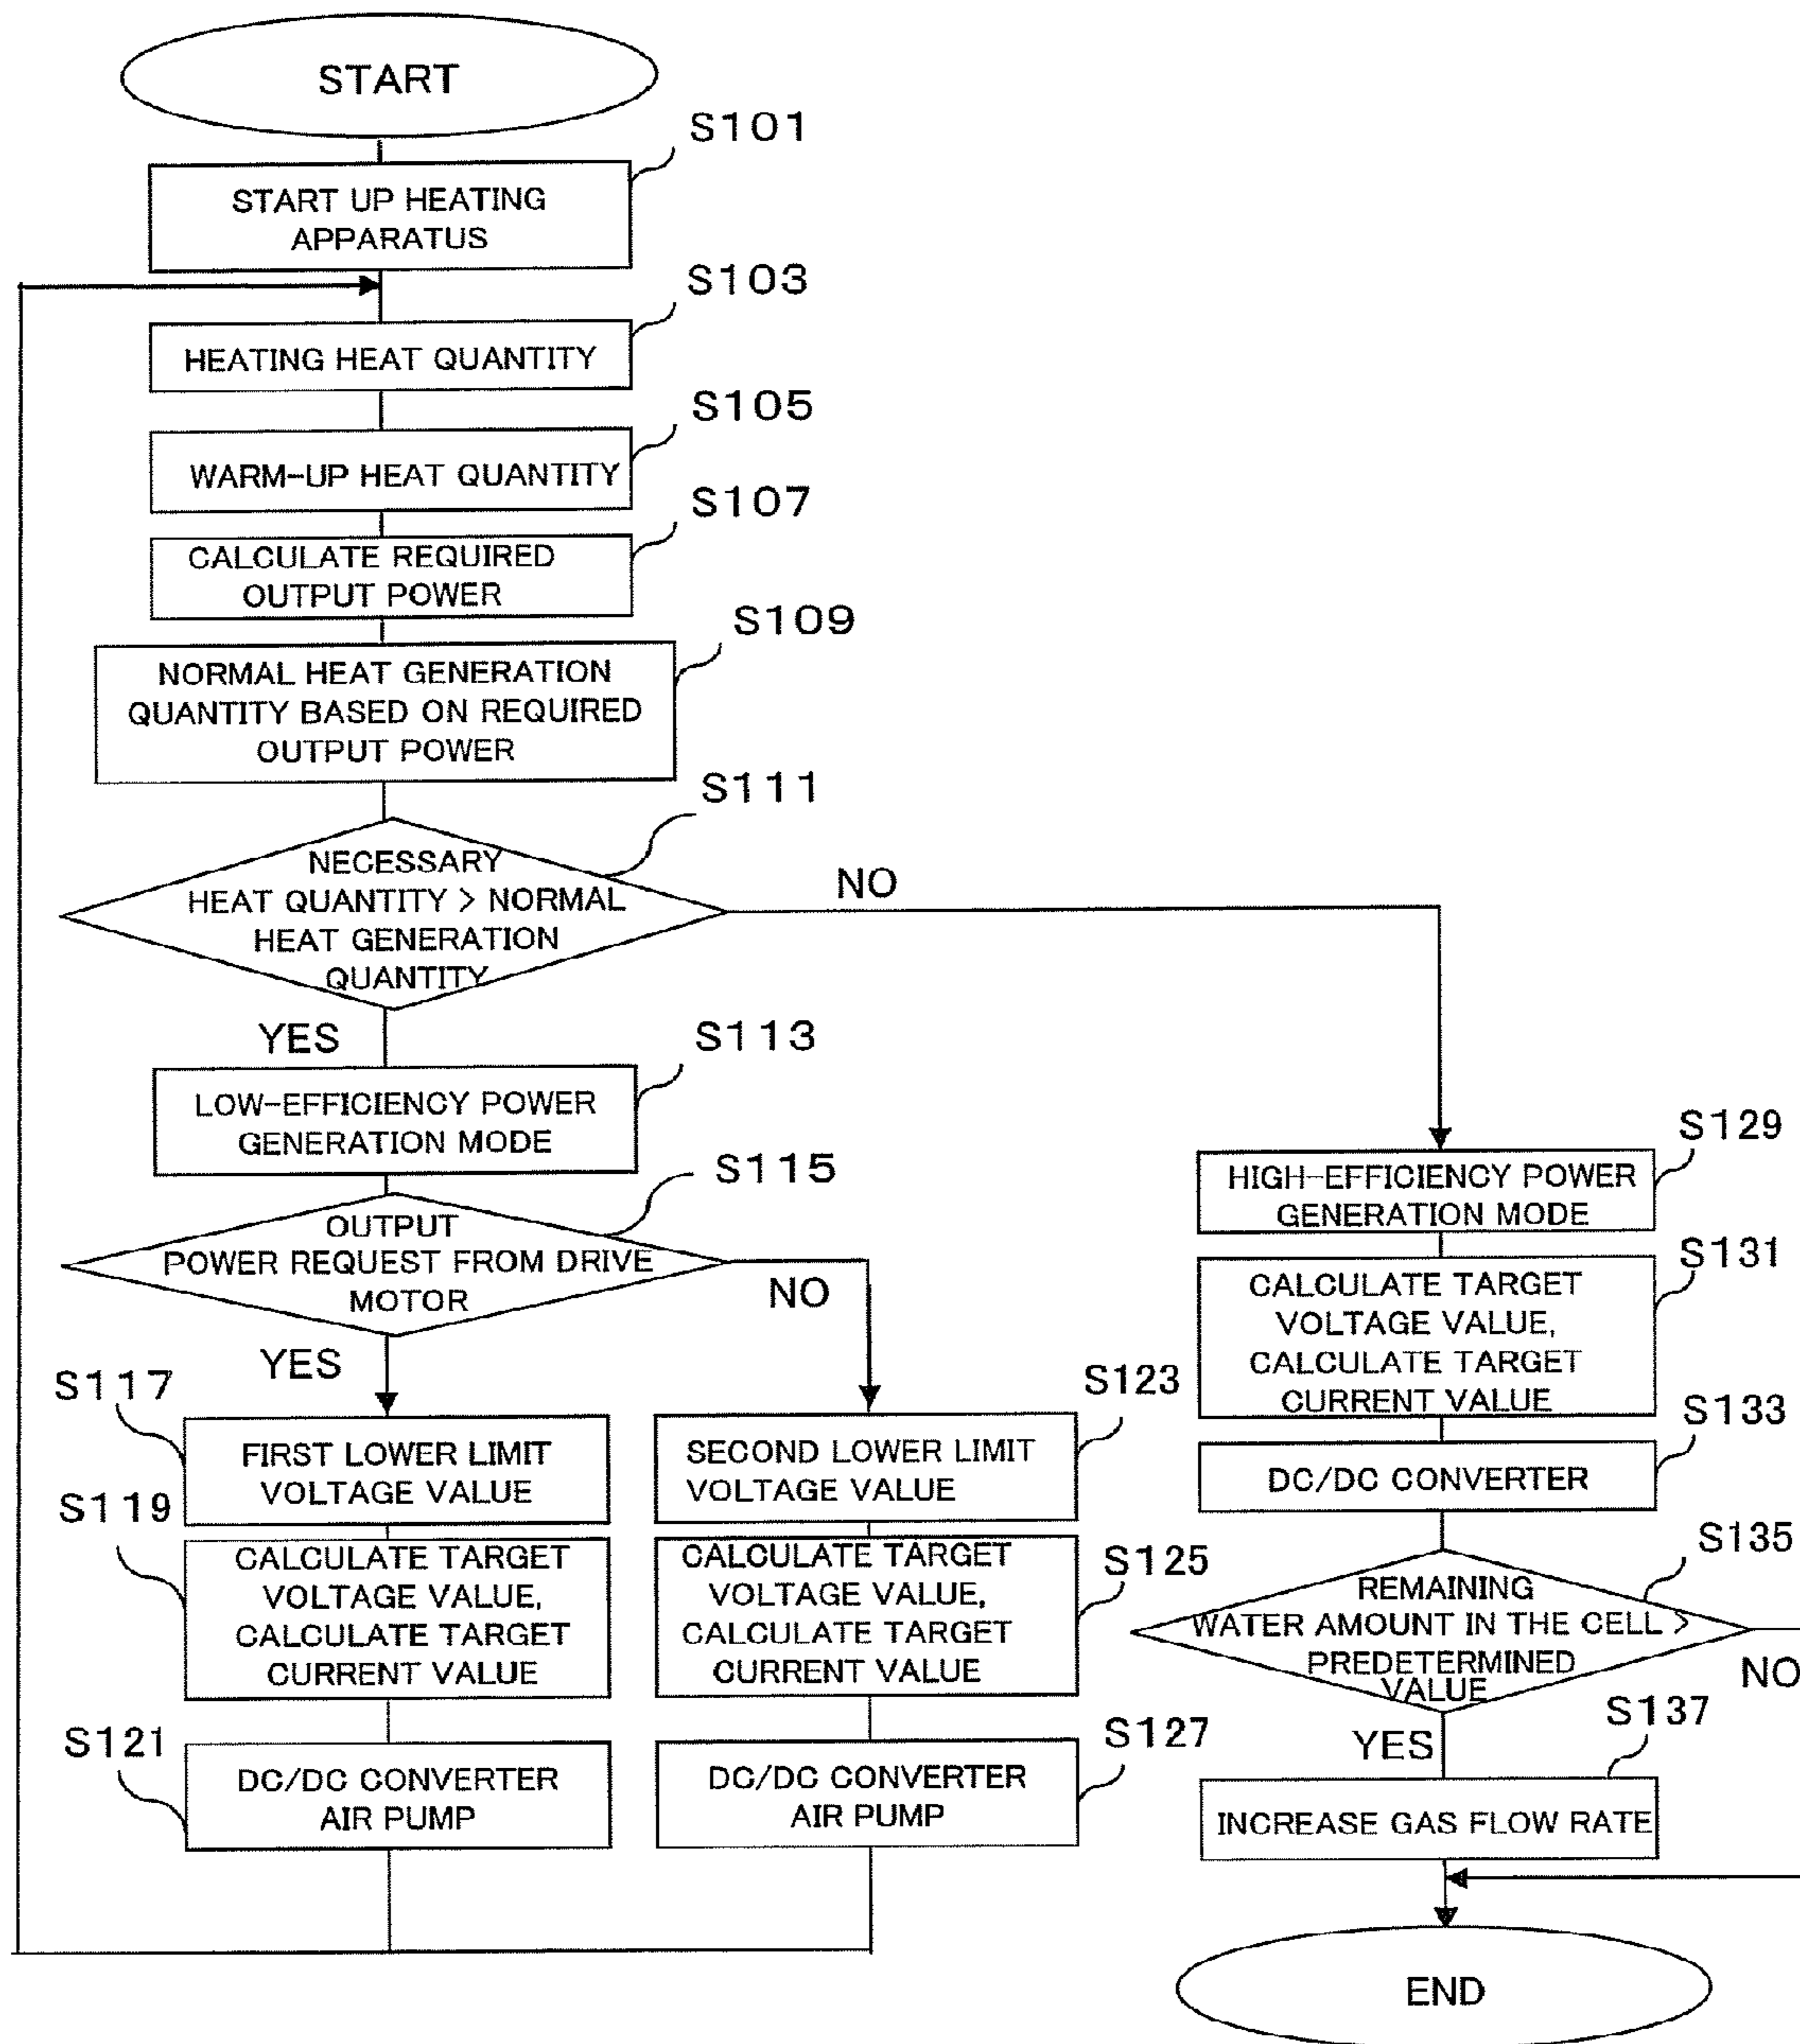 START
S101
START UP HEATING
APPARATUS
S103
HEATING HEAT QUANTITY
S105
WARM-UP HEAT QUANTITY
S107
CALCULATE REQUIRED
OUTPUT POWER
S109
NORMAL HEAT GENERATION
QUANTITY BASED ON REQUIRED
OUTPUT POWER
S111
NECESSARY
HEAT QUANTITY > NORMAL
HEAT GENERATION
QUANTITY
NO
YES
S113
LOW-EFFICIENCY POWER
GENERATION MODE
S115
OUTPUT
POWER REQUEST FROM DRIVE
MOTOR
NO
YES
S117
FIRST LOWER LIMIT
VOLTAGE VALUE
S119
CALCULATE TARGET
VOLTAGE VALUE,
CALCULATE TARGET
CURRENT VALUE
S121
DC/DC CONVERTER
AIR PUMP
S123
SECOND LOWER LIMIT
VOLTAGE VALUE
S125
CALCULATE TARGET
VOLTAGE VALUE,
CALCULATE TARGET
CURRENT VALUE
S127
DC/DC CONVERTER
AIR PUMP
S129
HIGH-EFFICIENCY POWER
GENERATION MODE
S131
CALCULATE TARGET
VOLTAGE VALUE,
CALCULATE TARGET
CURRENT VALUE
S133
DC/DC CONVERTER
S135
REMAINING
WATER AMOUNT IN THE CELL >
PREDETERMINED
VALUE
NO
YES
S137
INCREASE GAS FLOW RATE
END